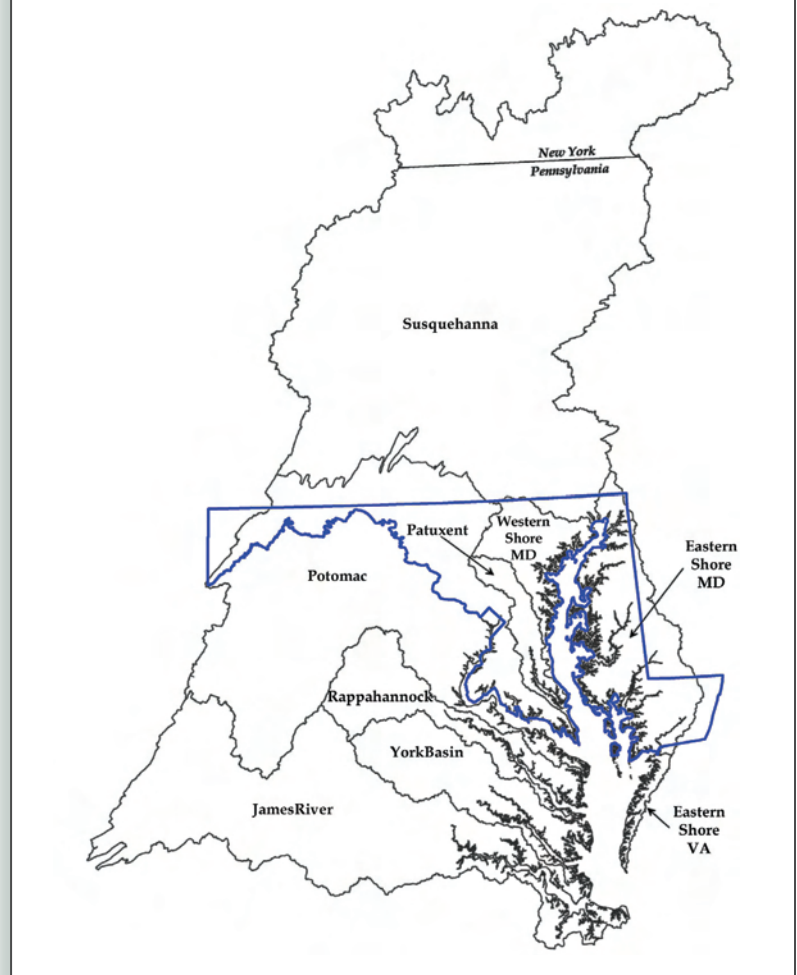 New York
Pennsylvania
Susquehanna
Patuxent
Western
Shore
MD
Eastern
Shore
MD
Potomac
Rappahannock
YorkBasin
JamesRiver
Eastern
Shore
VA